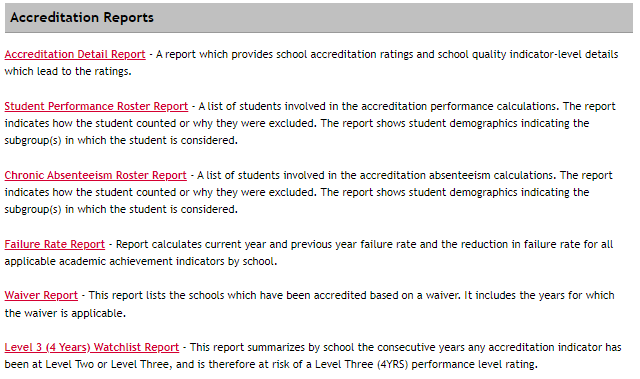 Accreditation Reports
Accreditation Detail Report - A report which provides school accreditation ratings and school quality indicator-level details
which lead to the ratings.
Student Performance Roster Report - A list of students involved in the accreditation performance calculations. The report
indicates how the student counted or why they were excluded. The report shows student demographics indicating the
subgroup(s) in which the student is considered.
Chronic Absenteeism Roster Report - A list of students involved in the accreditation absenteeism calculations. The report
indicates how the student counted or why they were excluded. The report shows student demographics indicating the
subgroup(s) in which the student is considered.
Failure Rate Report - Report calculates current year and previous year failure rate and the reduction in failure rate for all
applicable academic achievement indicators by school.
Waiver Report - This report lists the schools which have been accredited based on a waiver. It includes the years for which
the waiver is applicable.
Level 3 (4 Years) Watchlist Report - This report summarizes by school the consecutive years any accreditation indicator has
been at Level Two or Level Three, and is therefore at risk of a Level Three (4YRS) performance level rating.